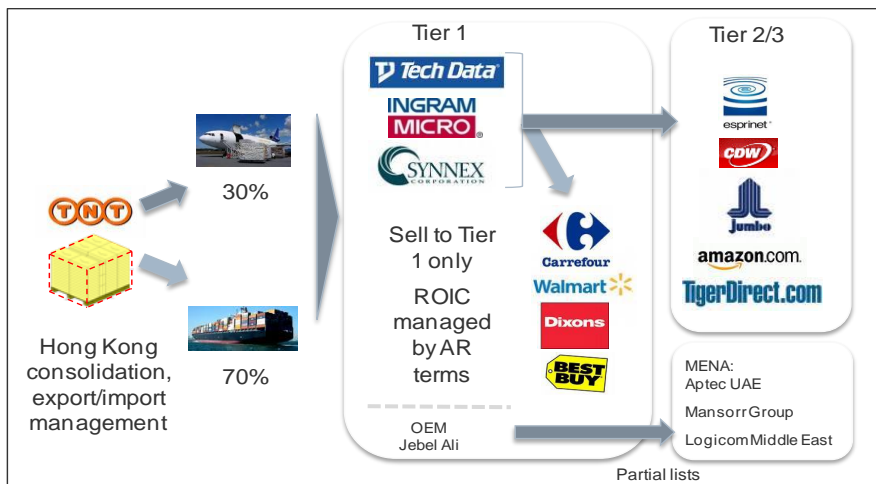 Tier 1
Tier 2/3
Tech Data
INGRAM
MICRO
SYNNEX
CORPORATION
esprinet
CDW
Jumbo
amazon.com.
TigerDirect.com
30%
TNT
Hong Kong
consolidation,
export/import
management
70%
Sell to Tier
1 only
ROIC
managed
by AR
terms
Carrefour
Walmart
Dixons
BEST
BUY
OEM
Jebel Ali
MENA:
Aptec UAE
Mansorr Group
Logicom Middle East
Partial lists